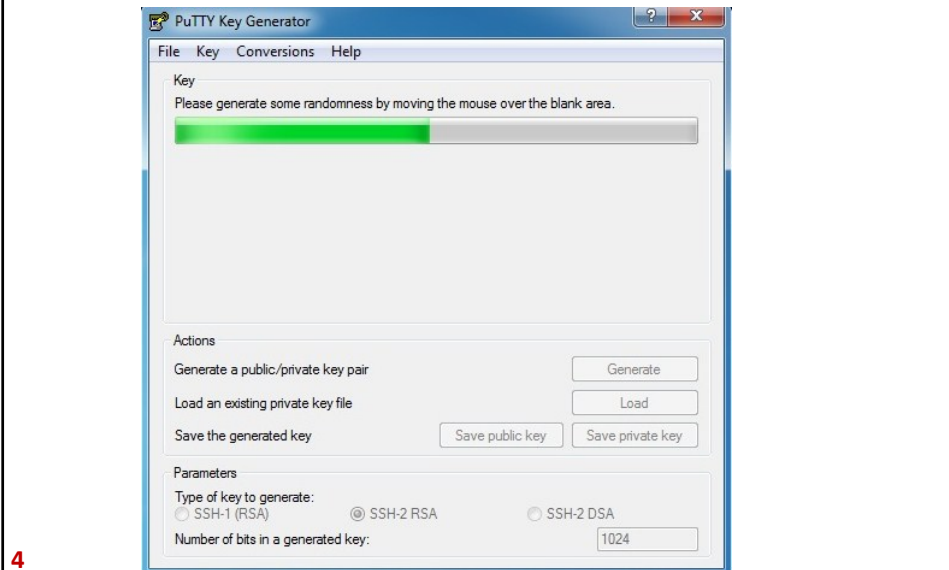 PuTTY Key Generator
?
X
File Key Conversions Help
Key
Please generate some randomness by moving the mouse over the blank area.
Actions
Generate a public/private key pair Generate
Load an existing private key file Load
Save the generated key Save public key Save private key
Parameters
Type of key to generate:
SSH-1 (RSA) SSH-2 RSA SSH-2 DSA
Number of bits in a generated key: 1024
4